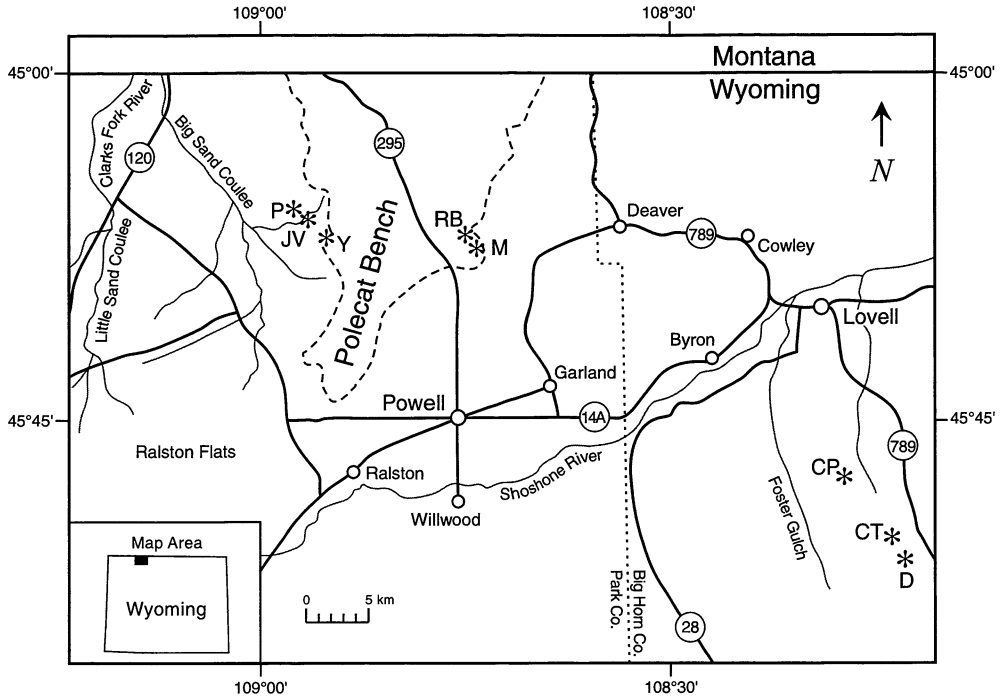 109°00'
108°30'
Montana
45°00'
45°00'
Wyoming
Clarks Fork River
Big Sand Coulee
120
295
N
P
JV
Y
RB
M
Deaver
789
Cowley
Little Sand Coulee
Polecat Bench
Lovell
Byron
Garland
Powell
45°45'
14A
45°45'
Ralston Flats
789
Ralston
Shoshone River
CP
Willwood
Foster Gulch
CT
D
Map Area
Wyoming
0
5 km
Park Co.
Big Horn Co.
28
109°00'
108°30'